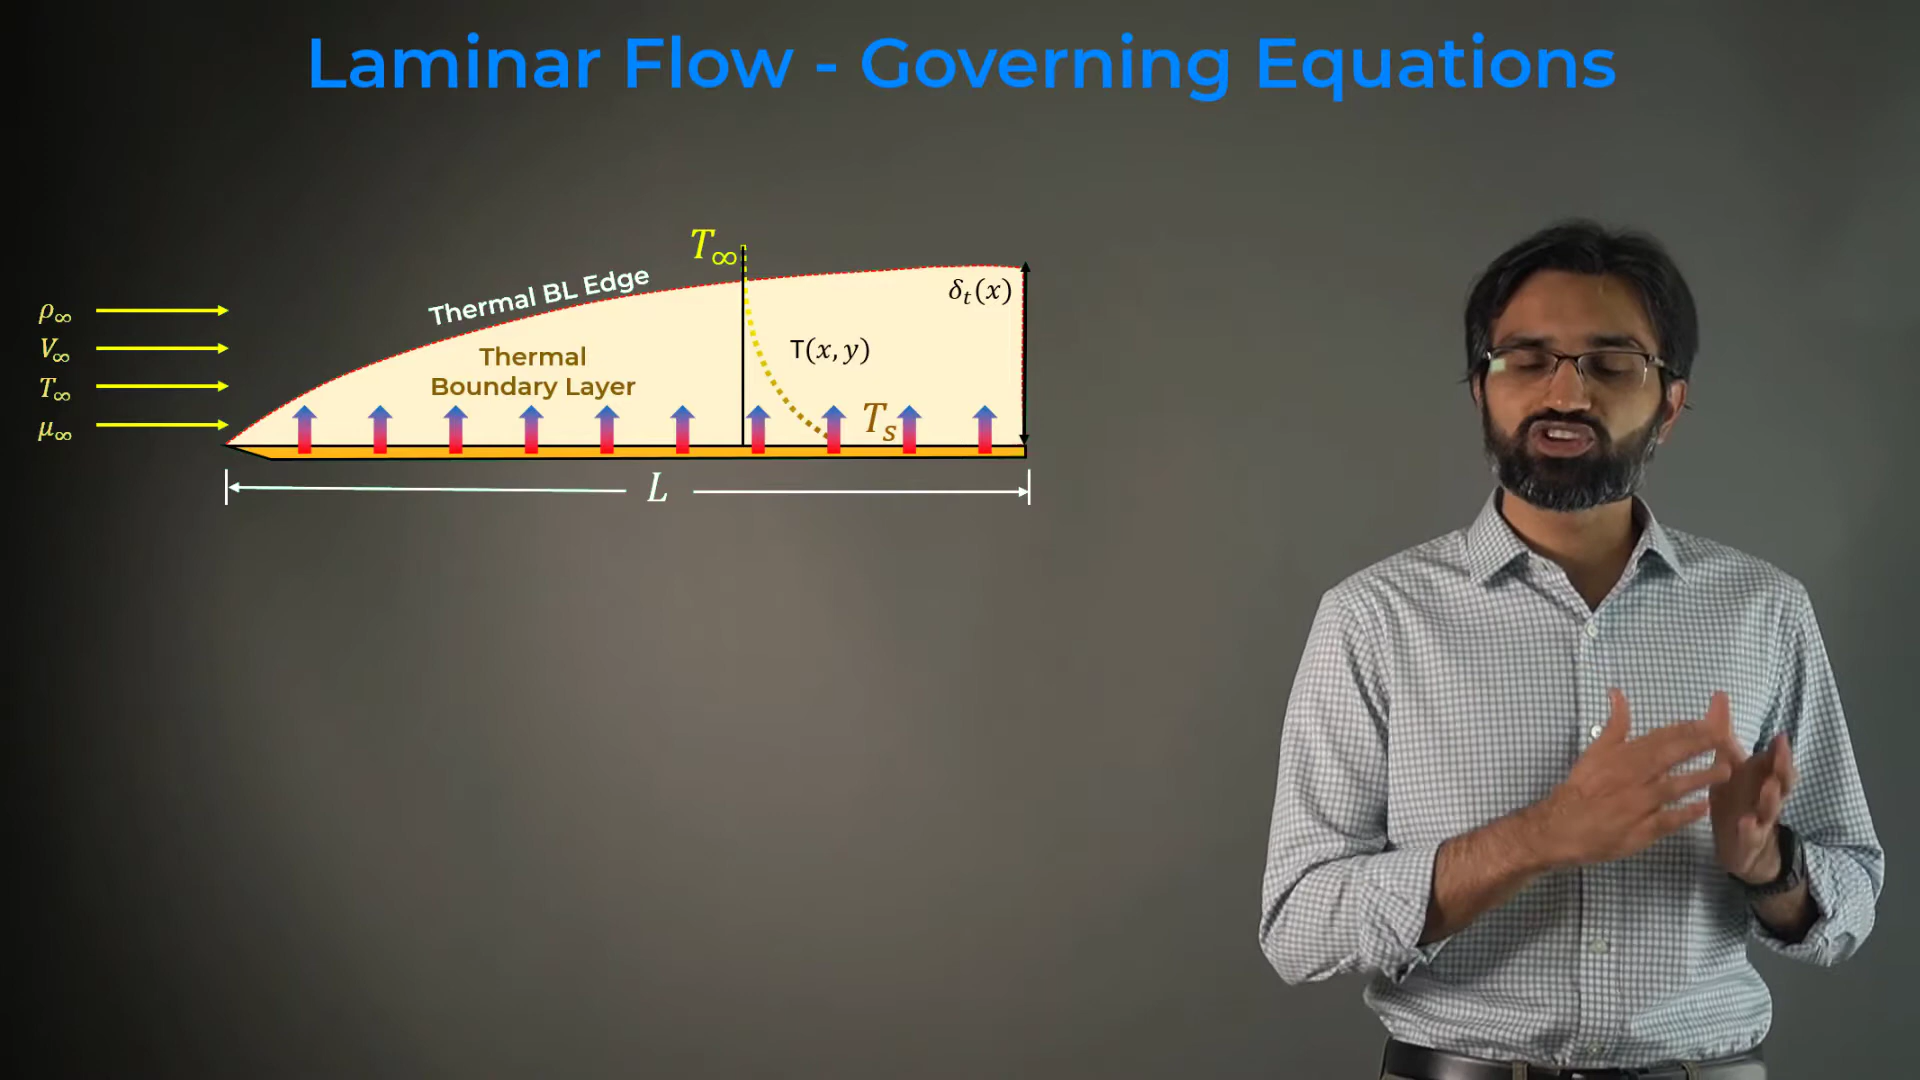 Laminar Flow - Governing Equations
T∞
Thermal BL Edge
δt(x)
ρ∞
V∞
T∞
μ∞
T(x, y)
Thermal
Boundary Layer
Ts
L